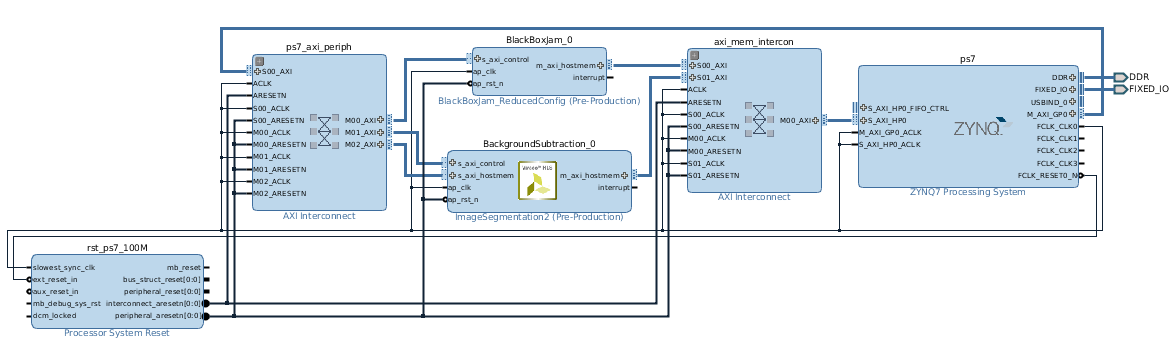 ps7_axi_periph
S00_AXI
ACLK
ARESETN
S00_ACLK
S00_ARESETN
M00_ACLK
M00_ARESETN
M01_ACLK
M01_ARESETN
M02_ACLK
M02_ARESETN
M00_AXI
M01_AXI
M02_AXI
AXI Interconnect
BlackBoxJam_0
s_axi_control
ap_clk
ap_rst_n
m_axi_hostmem
interrupt
BlackBoxJam_ReducedConfig (Pre-Production)
BackgroundSubtraction_0
s_axi_control
s_axi_hostmem
ap_clk
ap_rst_n
m_axi_hostmem
interrupt
ImageSegmentation2 (Pre-Production)
axi_mem_intercon
S00_AXI
S01_AXI
ACLK
ARESETN
S00_ACLK
S00_ARESETN
M00_ACLK
M00_ARESETN
S01_ACLK
S01_ARESETN
M00_AXI
AXI Interconnect
ps7
S_AXI_HP0_FIFO_CTRL
S_AXI_HP0
M_AXI_GP0_ACLK
S_AXI_HP0_ACLK
ZYNQ
DDR
FIXED_IO
USBIND_0
M_AXI_GP0
FCLK_CLK0
FCLK_CLK1
FCLK_CLK2
FCLK_CLK3
FCLK_RESET0_N
ZYNQ7 Processing System
DDR
FIXED_IO
rst_ps7_100M
slowest_sync_clk
ext_reset_in
aux_reset_in
mb_debug_sys_rst
dcm_locked
mb_reset
bus_struct_reset[0:0]
peripheral_reset[0:0]
interconnect_aresetn[0:0]
peripheral_aresetn[0:0]
Processor System Reset